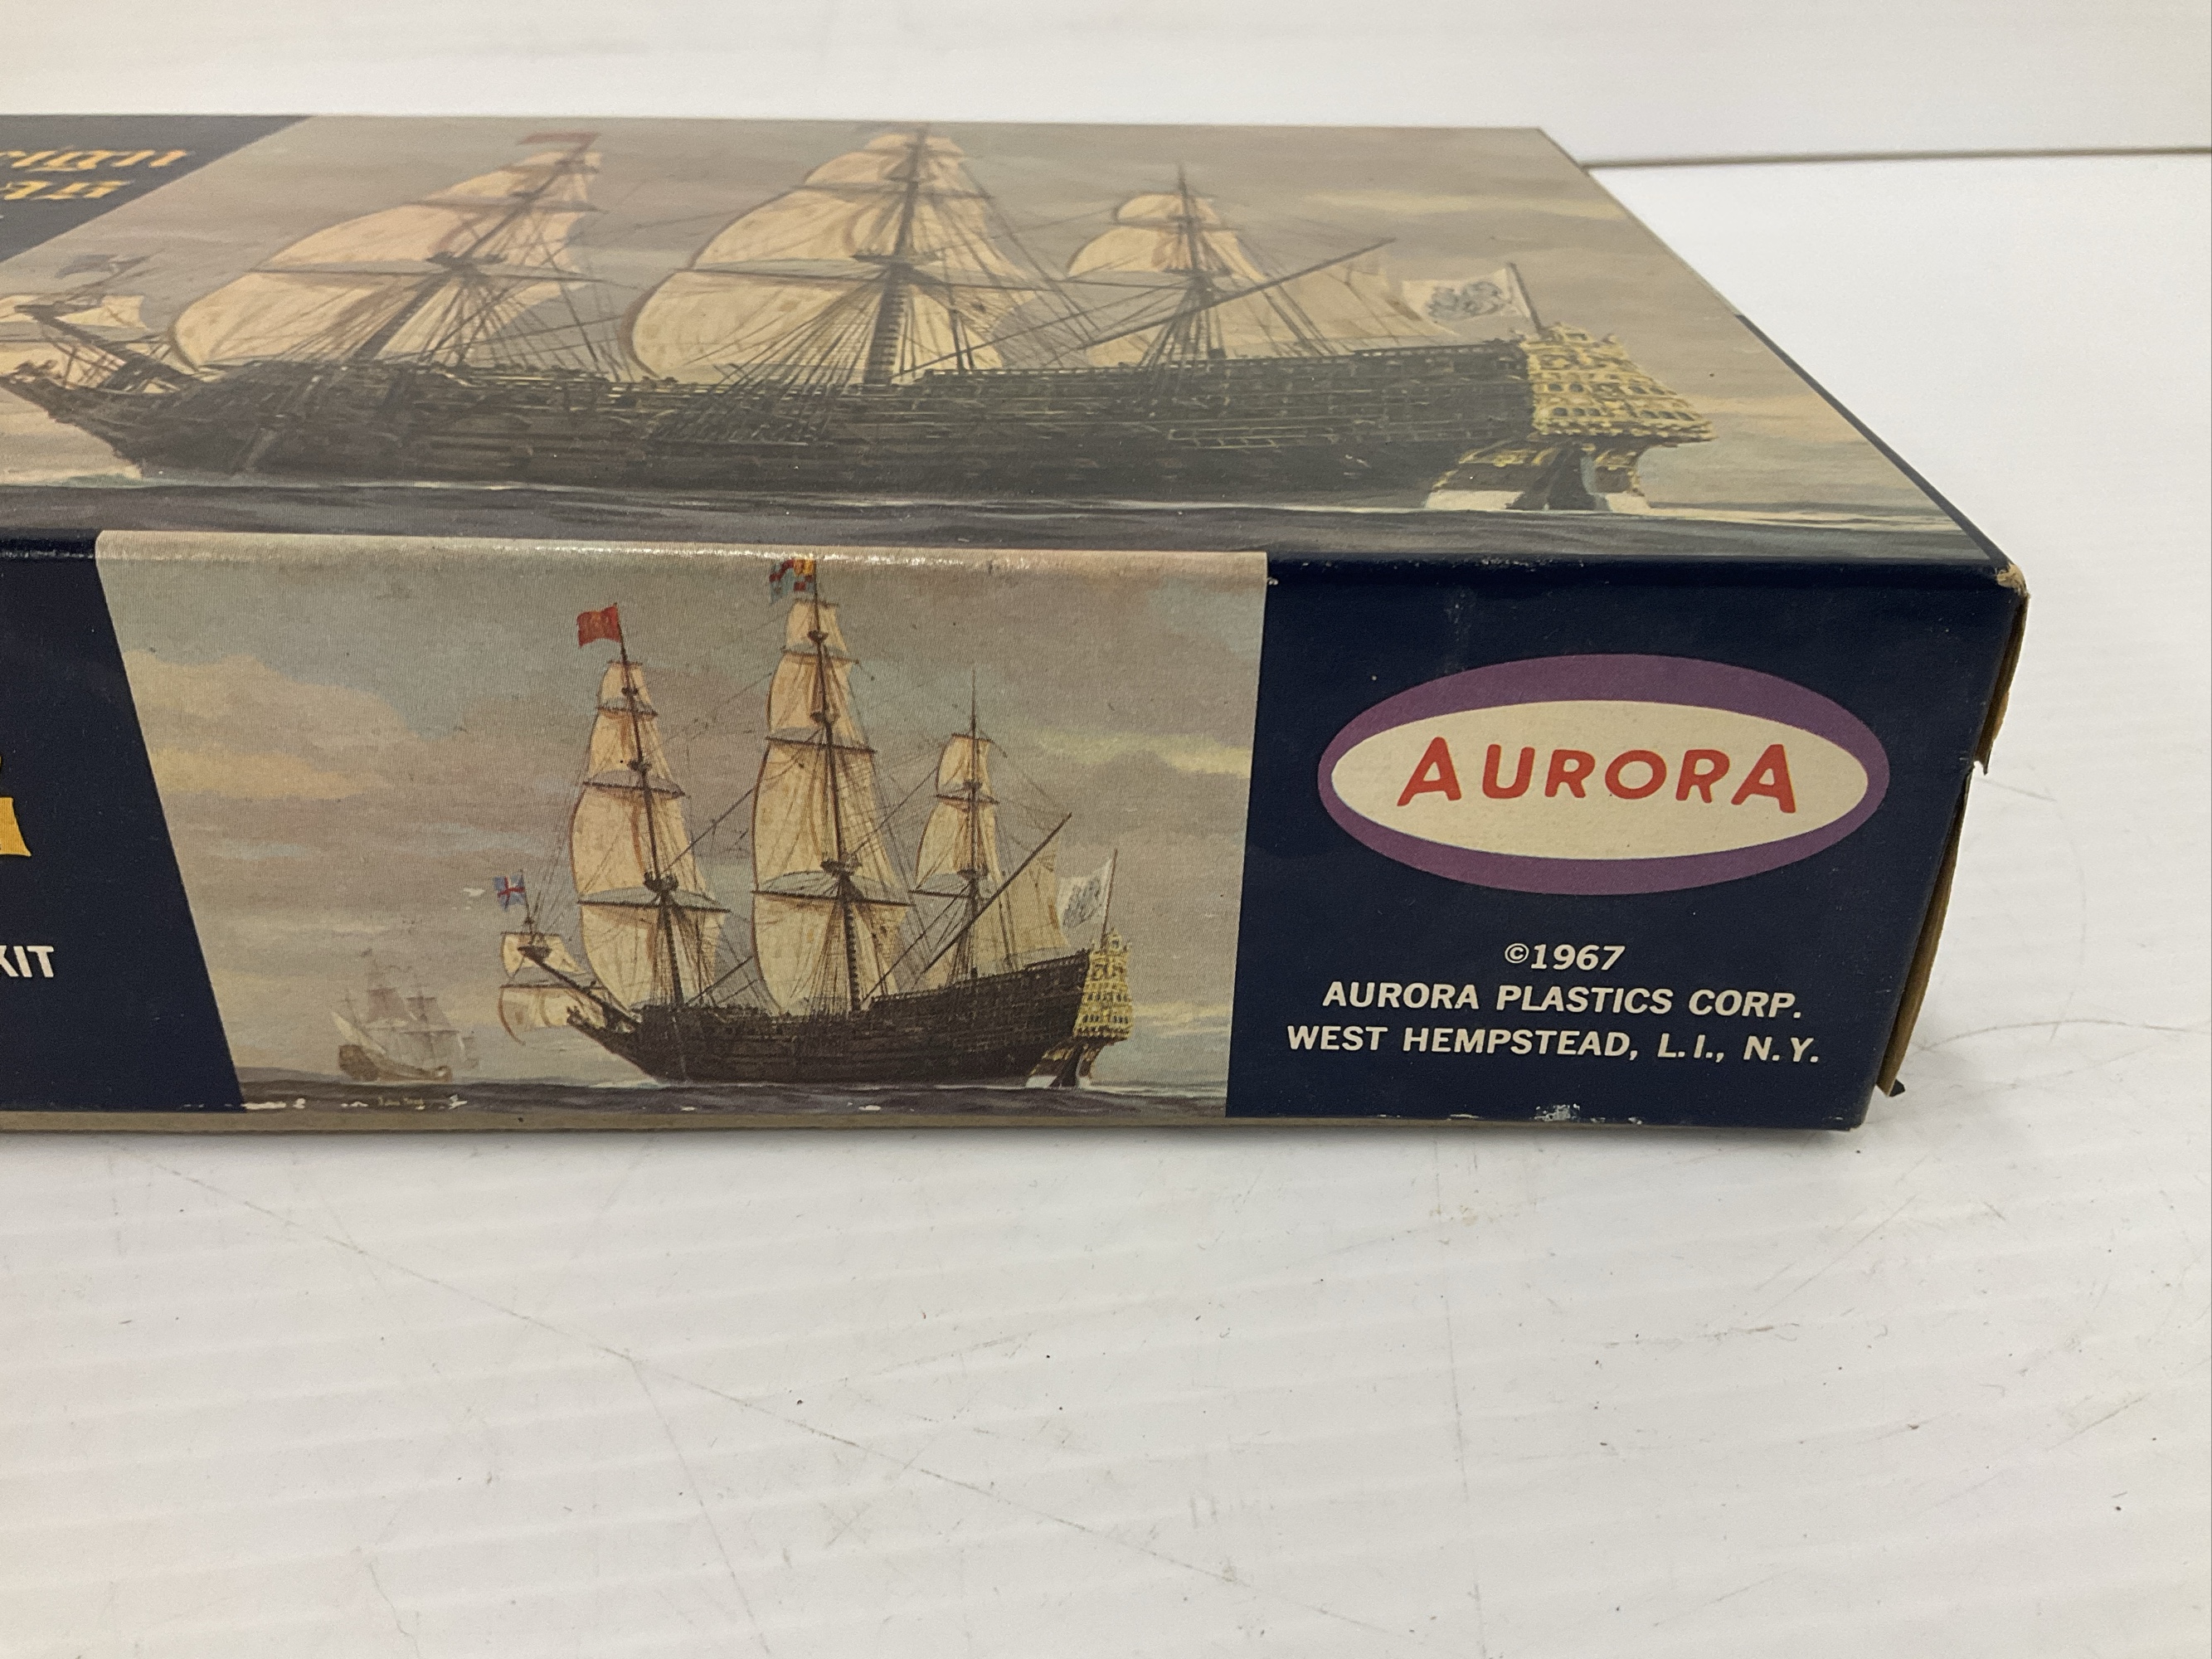 KIT
AURORA
©1967
AURORA PLASTICS CORP.
WEST HEMPSTEAD, L.I., N.Y.